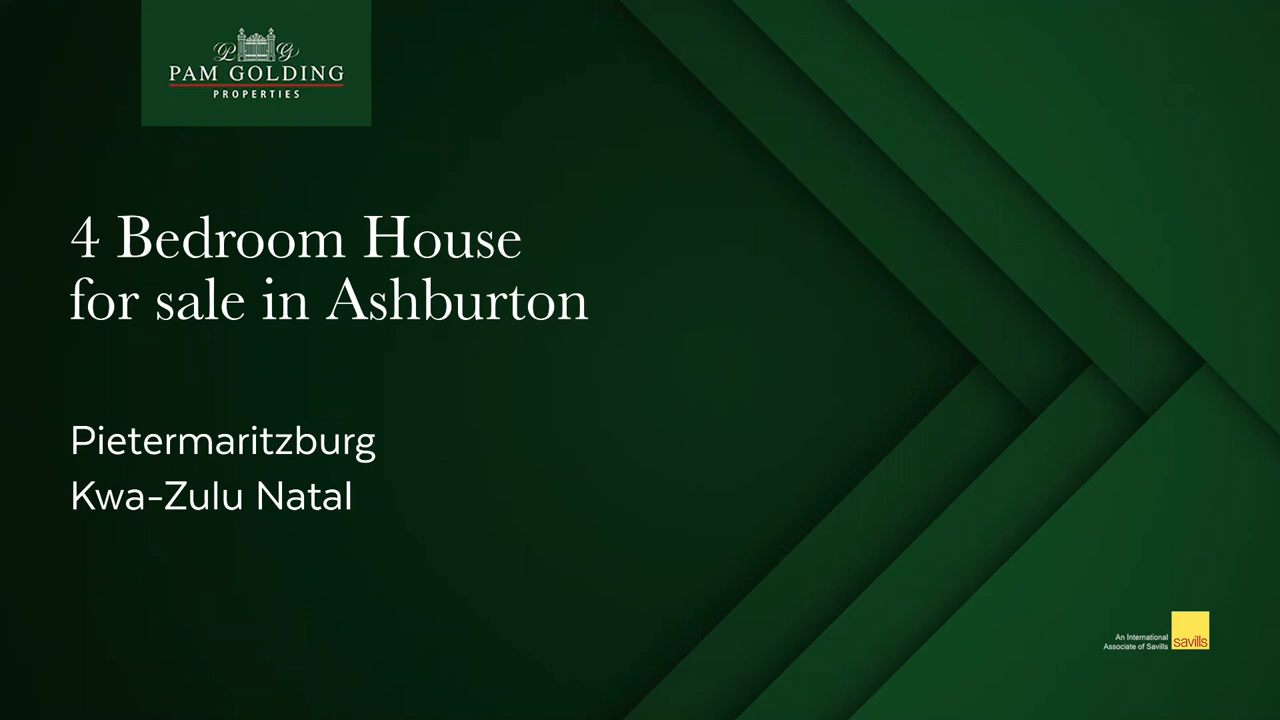 PG
PAM GOLDING
PROPERTIES
4 Bedroom House
for sale in Ashburton
Pietermaritzburg
Kwa-Zulu Natal
An International
Associate of Savills
savills